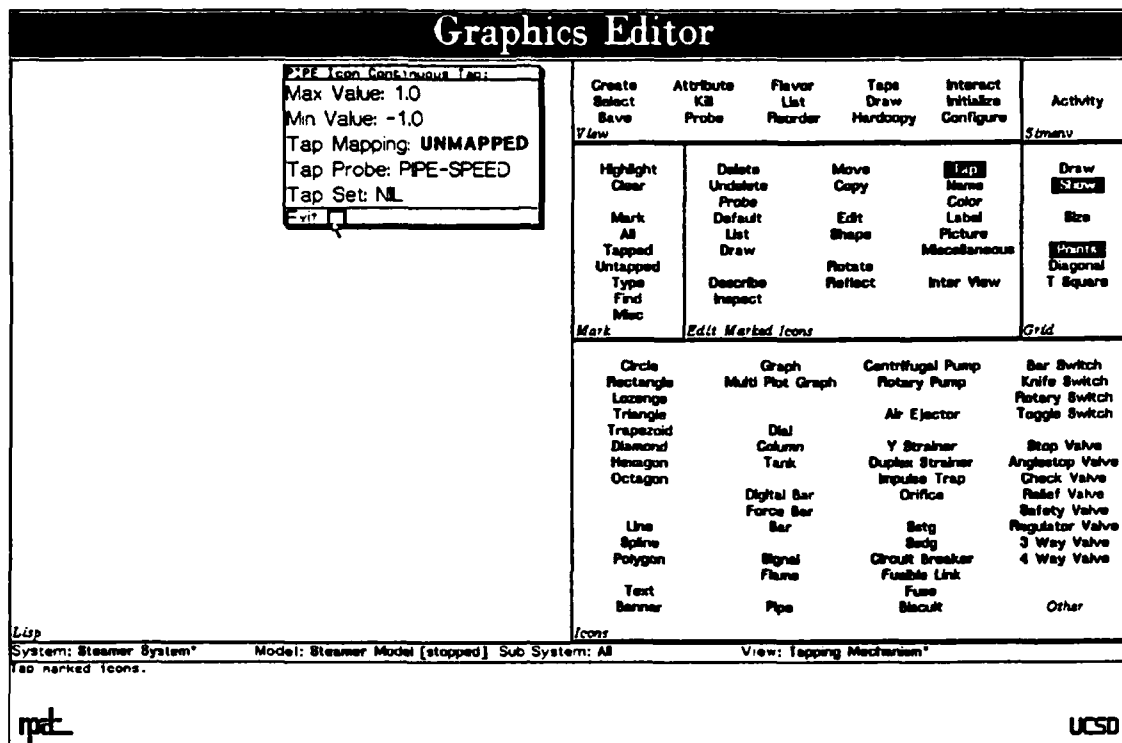 Graphics Editor
PIPE Icon Continuous Tap:
Max Value: 1.0
Min Value: -1.0
Tap Mapping: UNMAPPED
Tap Probe: PIPE-SPEED
Tap Set: NIL
Exit
Lisp
Create Attribute Flavor Taps Interact
Select Kill List Draw Initialize
Save Probe Reorder Hardcopy Configure
View
Activity
Highlight
Clear
Mark
All
Tapped
Untapped
Type
Find
Misc
Mark
Delete Move Tap
Undelete Copy Name
Probe Color
Default Edit Label
List Shape Picture
Draw Miscellaneous
Rotate
Describe Reflect Inter View
Inspect
Edit Marked Icons
Draw
Show
Size
Points
Diagonal
T Square
Grid
Circle Graph Centrifugal Pump Bar Switch
Rectangle Multi Plot Graph Rotary Pump Knife Switch
Lozenge Rotary Switch
Triangle Air Ejector Toggle Switch
Trapezoid Dial
Diamond Column Y Strainer Stop Valve
Hexagon Tank Duplex Strainer Anglestop Valve
Octagon Impulse Trap Check Valve
Digital Bar Orifice Relief Valve
Force Bar Safety Valve
Line Bar Sstg Regulator Valve
Spline Ssdg 3 Way Valve
Polygon Signal Circuit Breaker 4 Way Valve
Flame Fusible Link
Text Fuse
Banner Pipe Biscuit Other
Icons
System: Steamer System* Model: Steamer Model [stopped] Sub System: All View: Tapping Mechanism*
Tap marked icons.
UCSD